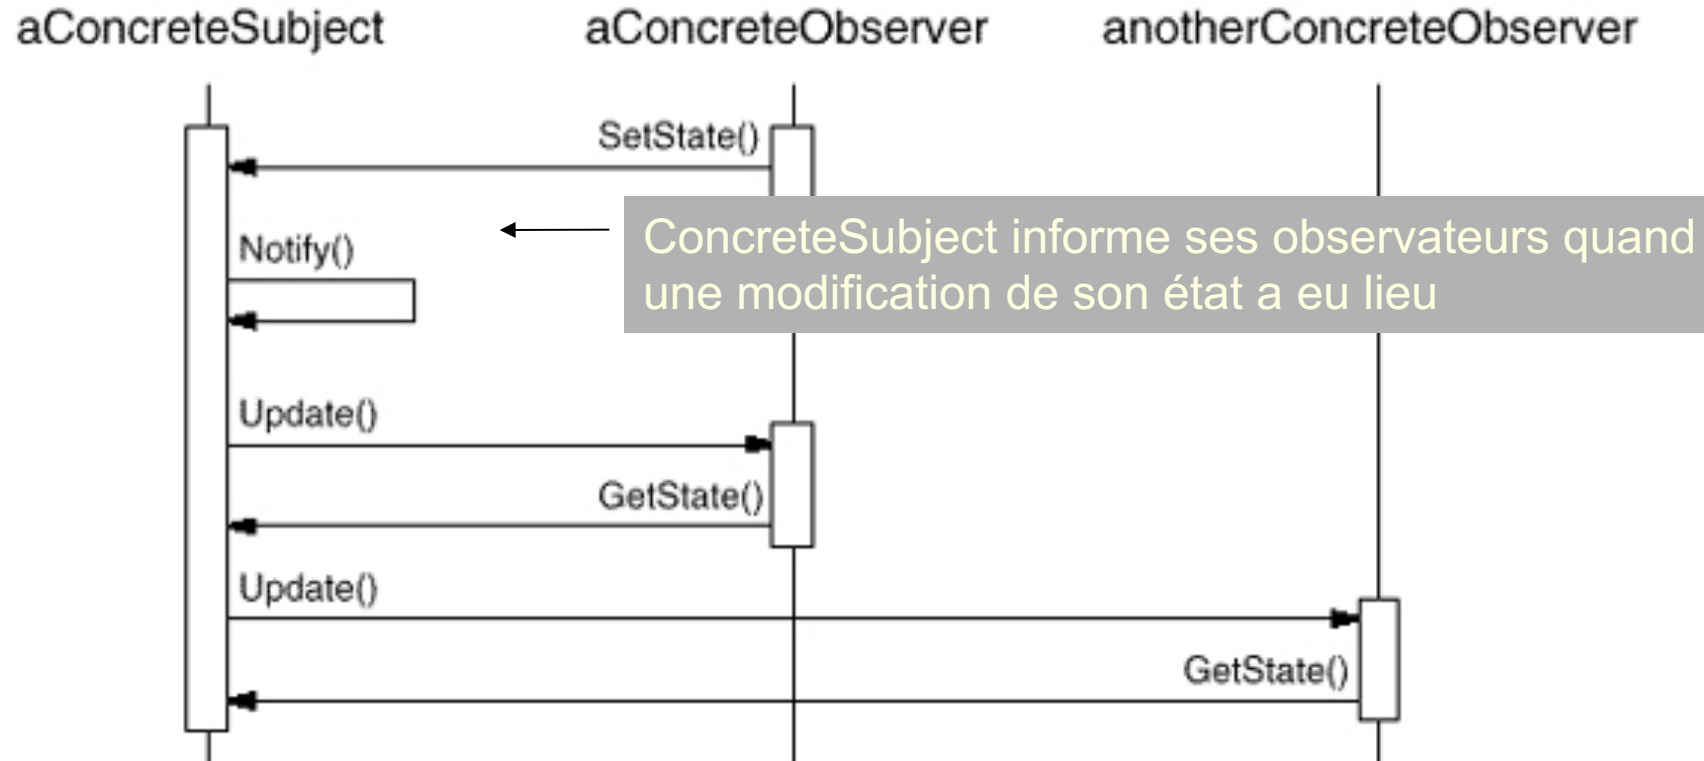 aConcreteSubject
aConcreteObserver
anotherConcreteObserver
SetState()
Notify()
ConcreteSubject informe ses observateurs quand
une modification de son état a eu lieu
Update()
GetState()
Update()
GetState()